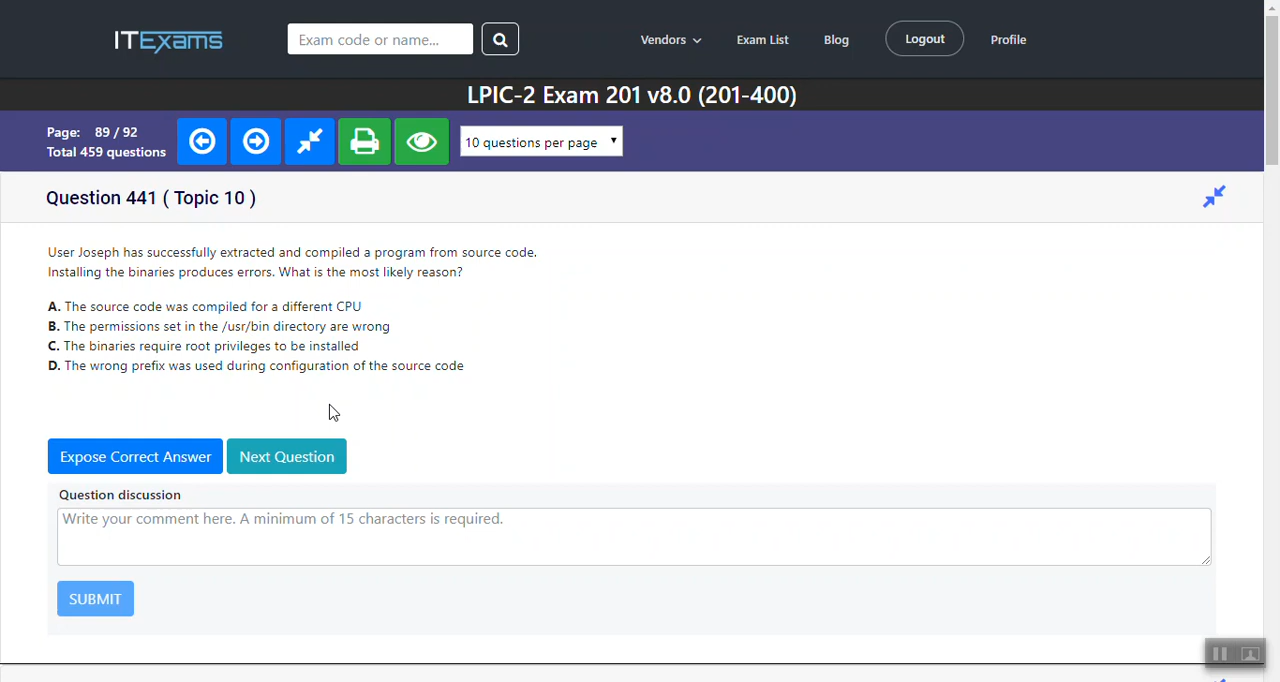 ITExams
Exam code or name...
Vendors
Exam List
Blog
Logout
Profile
LPIC-2 Exam 201 v8.0 (201-400)
Page: 89 / 92
Total 459 questions
10 questions per page
Question 441 ( Topic 10 )
User Joseph has successfully extracted and compiled a program from source code.
Installing the binaries produces errors. What is the most likely reason?
A. The source code was compiled for a different CPU
B. The permissions set in the /usr/bin directory are wrong
C. The binaries require root privileges to be installed
D. The wrong prefix was used during configuration of the source code
Expose Correct Answer
Next Question
Question discussion
Write your comment here. A minimum of 15 characters is required.
SUBMIT